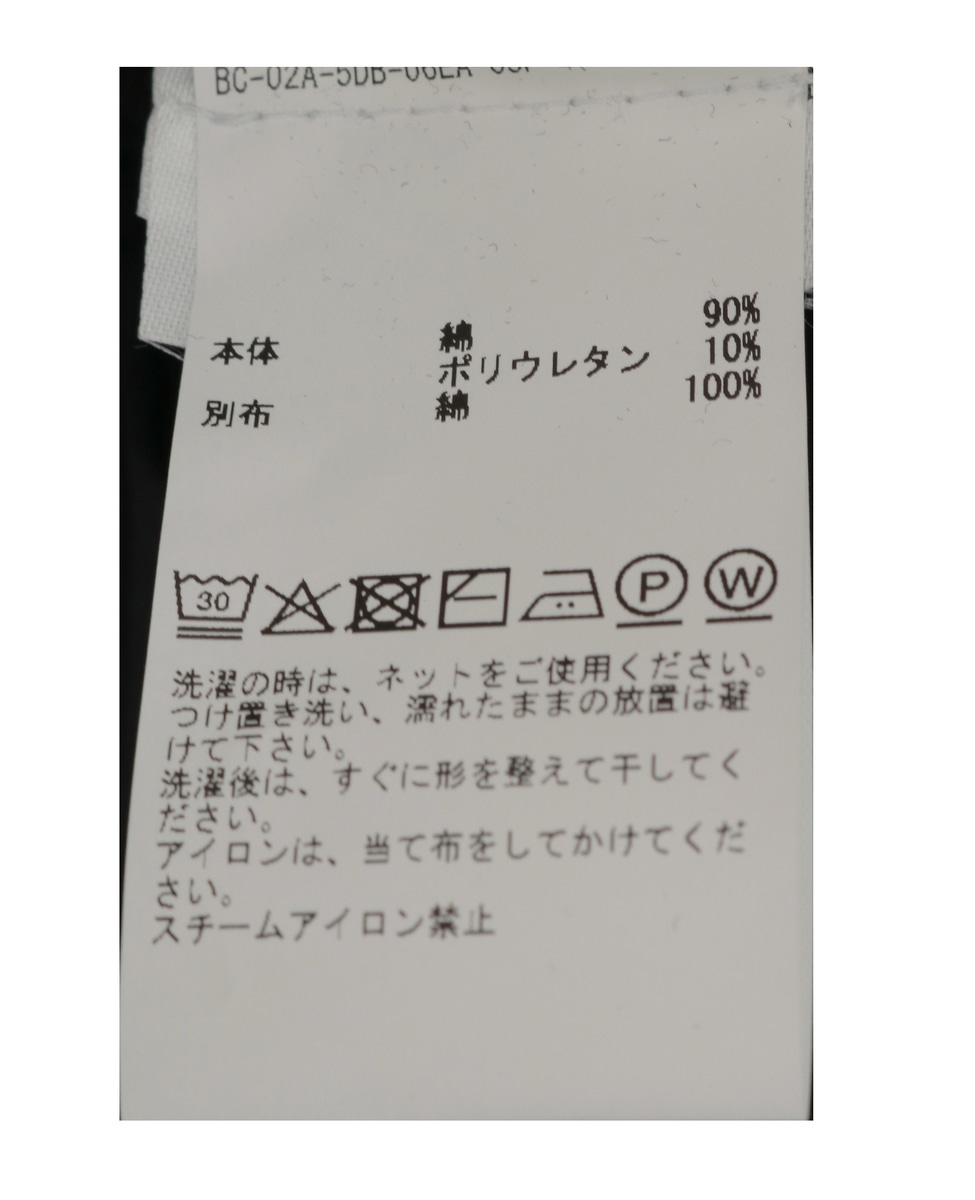 BC-02A-5DB-06LA
90%
本体 綿
ポリウレタン 10%
別布 綿 100%
30
P W
洗濯の時は、ネットをご使用ください。
つけ置き洗い、濡れたままの放置は避
けて下さい。
洗濯後は、すぐに形を整えて干してく
ださい。
アイロンは、当て布をしてかけてくだ
さい。
スチームアイロン禁止